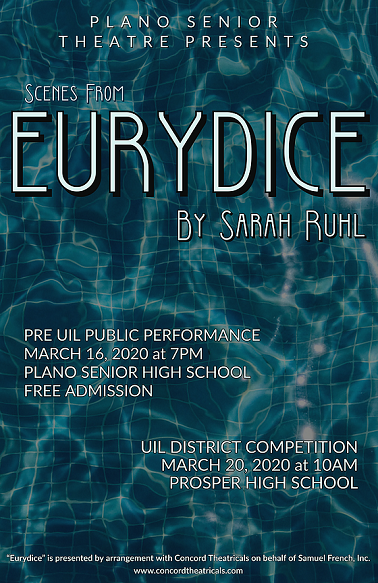 PLANO SENIOR
THEATRE PRESENTS
SCENES FROM
EURYDICE
BY SARAH RUHL
PRE UIL PUBLIC PERFORMANCE
MARCH 16, 2020 at 7PM
PLANO SENIOR HIGH SCHOOL
FREE ADMISSION
UIL DISTRICT COMPETITION
MARCH 20, 2020 at 10AM
PROSPER HIGH SCHOOL
"Eurydice" is presented by arrangement with Concord Theatricals on behalf of Samuel French, Inc.
www.concordtheatricals.com